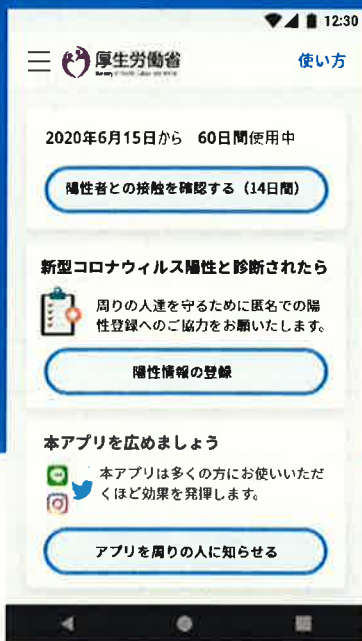 12:30
厚生労働省
使い方
2020年6月15日から 60日間使用中
陽性者との接触を確認する（14日間）
新型コロナウィルス陽性と診断されたら
周りの人達を守るために匿名での陽
性登録へのご協力をお願いたします。
陽性情報の登録
本アプリを広めましょう
本アプリは多くの方にお使いいただ
くほど効果を発揮します。
アプリを周りの人に知らせる